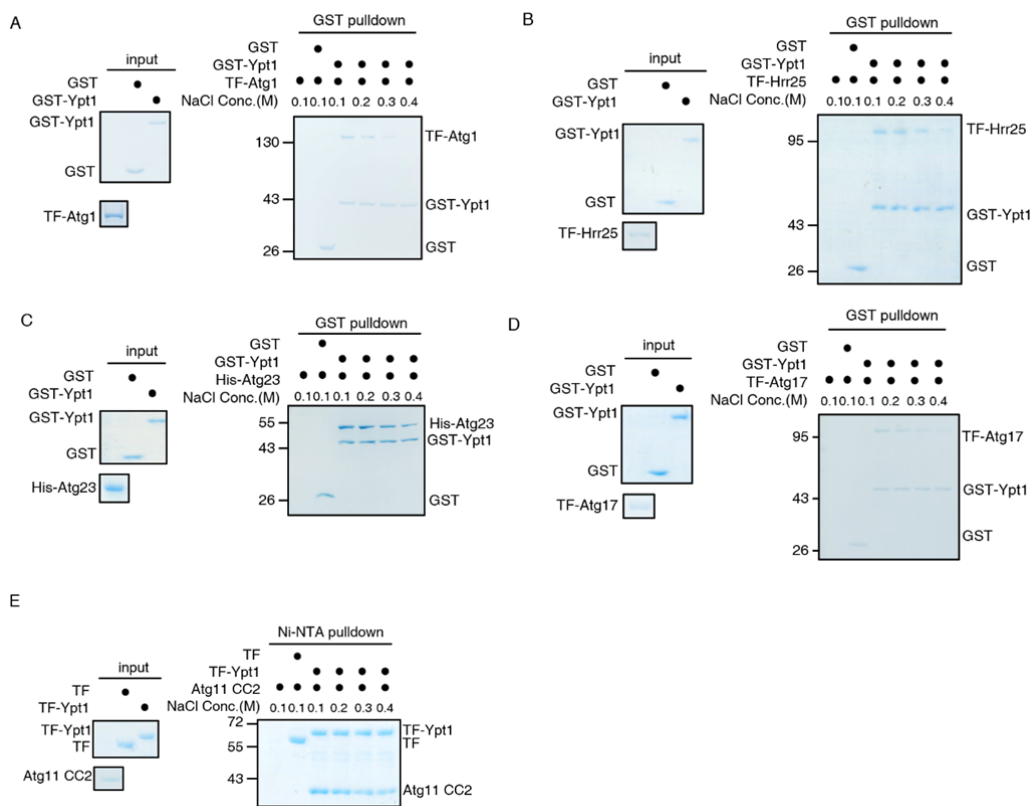 A
input
GST
GST-Ypt1
GST-Ypt1
GST
TF-Atg1
GST pulldown
GST
GST-Ypt1
TF-Atg1
NaCl Conc.(M) 0.10 0.1 0.1 0.2 0.3 0.4
130
43
26
TF-Atg1
GST-Ypt1
GST
B
input
GST
GST-Ypt1
GST-Ypt1
GST
TF-Hrr25
GST pulldown
GST
GST-Ypt1
TF-Hrr25
NaCl Conc.(M) 0.10 0.1 0.1 0.2 0.3 0.4
95
43
26
TF-Hrr25
GST-Ypt1
GST
C
input
GST
GST-Ypt1
GST-Ypt1
GST
His-Atg23
GST pulldown
GST
GST-Ypt1
His-Atg23
NaCl Conc.(M) 0.10 0.1 0.1 0.2 0.3 0.4
55
43
26
His-Atg23
GST-Ypt1
GST
D
input
GST
GST-Ypt1
GST-Ypt1
GST
TF-Atg17
GST pulldown
GST
GST-Ypt1
TF-Atg17
NaCl Conc.(M) 0.10 0.1 0.1 0.2 0.3 0.4
95
43
26
TF-Atg17
GST-Ypt1
GST
E
input
TF
TF-Ypt1
TF-Ypt1
TF
Atg11 CC2
Ni-NTA pulldown
TF
TF-Ypt1
Atg11 CC2
NaCl Conc.(M) 0.10 0.1 0.1 0.2 0.3 0.4
72
55
43
TF-Ypt1
TF
Atg11 CC2